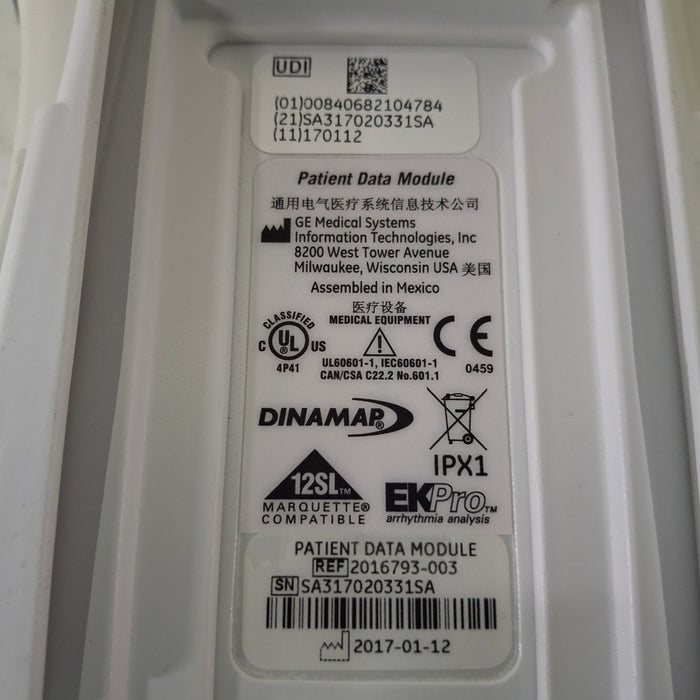 UDI
(01)00840682104784
(21)SA317020331SA
(11)170112
Patient Data Module
通用电气医疗系统信息技术公司
GE Medical Systems
Information Technologies, Inc
8200 West Tower Avenue
Milwaukee, Wisconsin USA 美国
Assembled in Mexico
医疗设备
MEDICAL EQUIPMENT
CLASSIFIED
C UL US
4P41
UL60601-1, IEC60601-1
CAN/CSA C22.2 No.601.1
CE
0459
DINAMAP®
IPX1
12SL™
MARQUETTE®
COMPATIBLE
EKPro™
arrhythmia analysis
PATIENT DATA MODULE
REF 2016793-003
SN SA317020331SA
2017-01-12